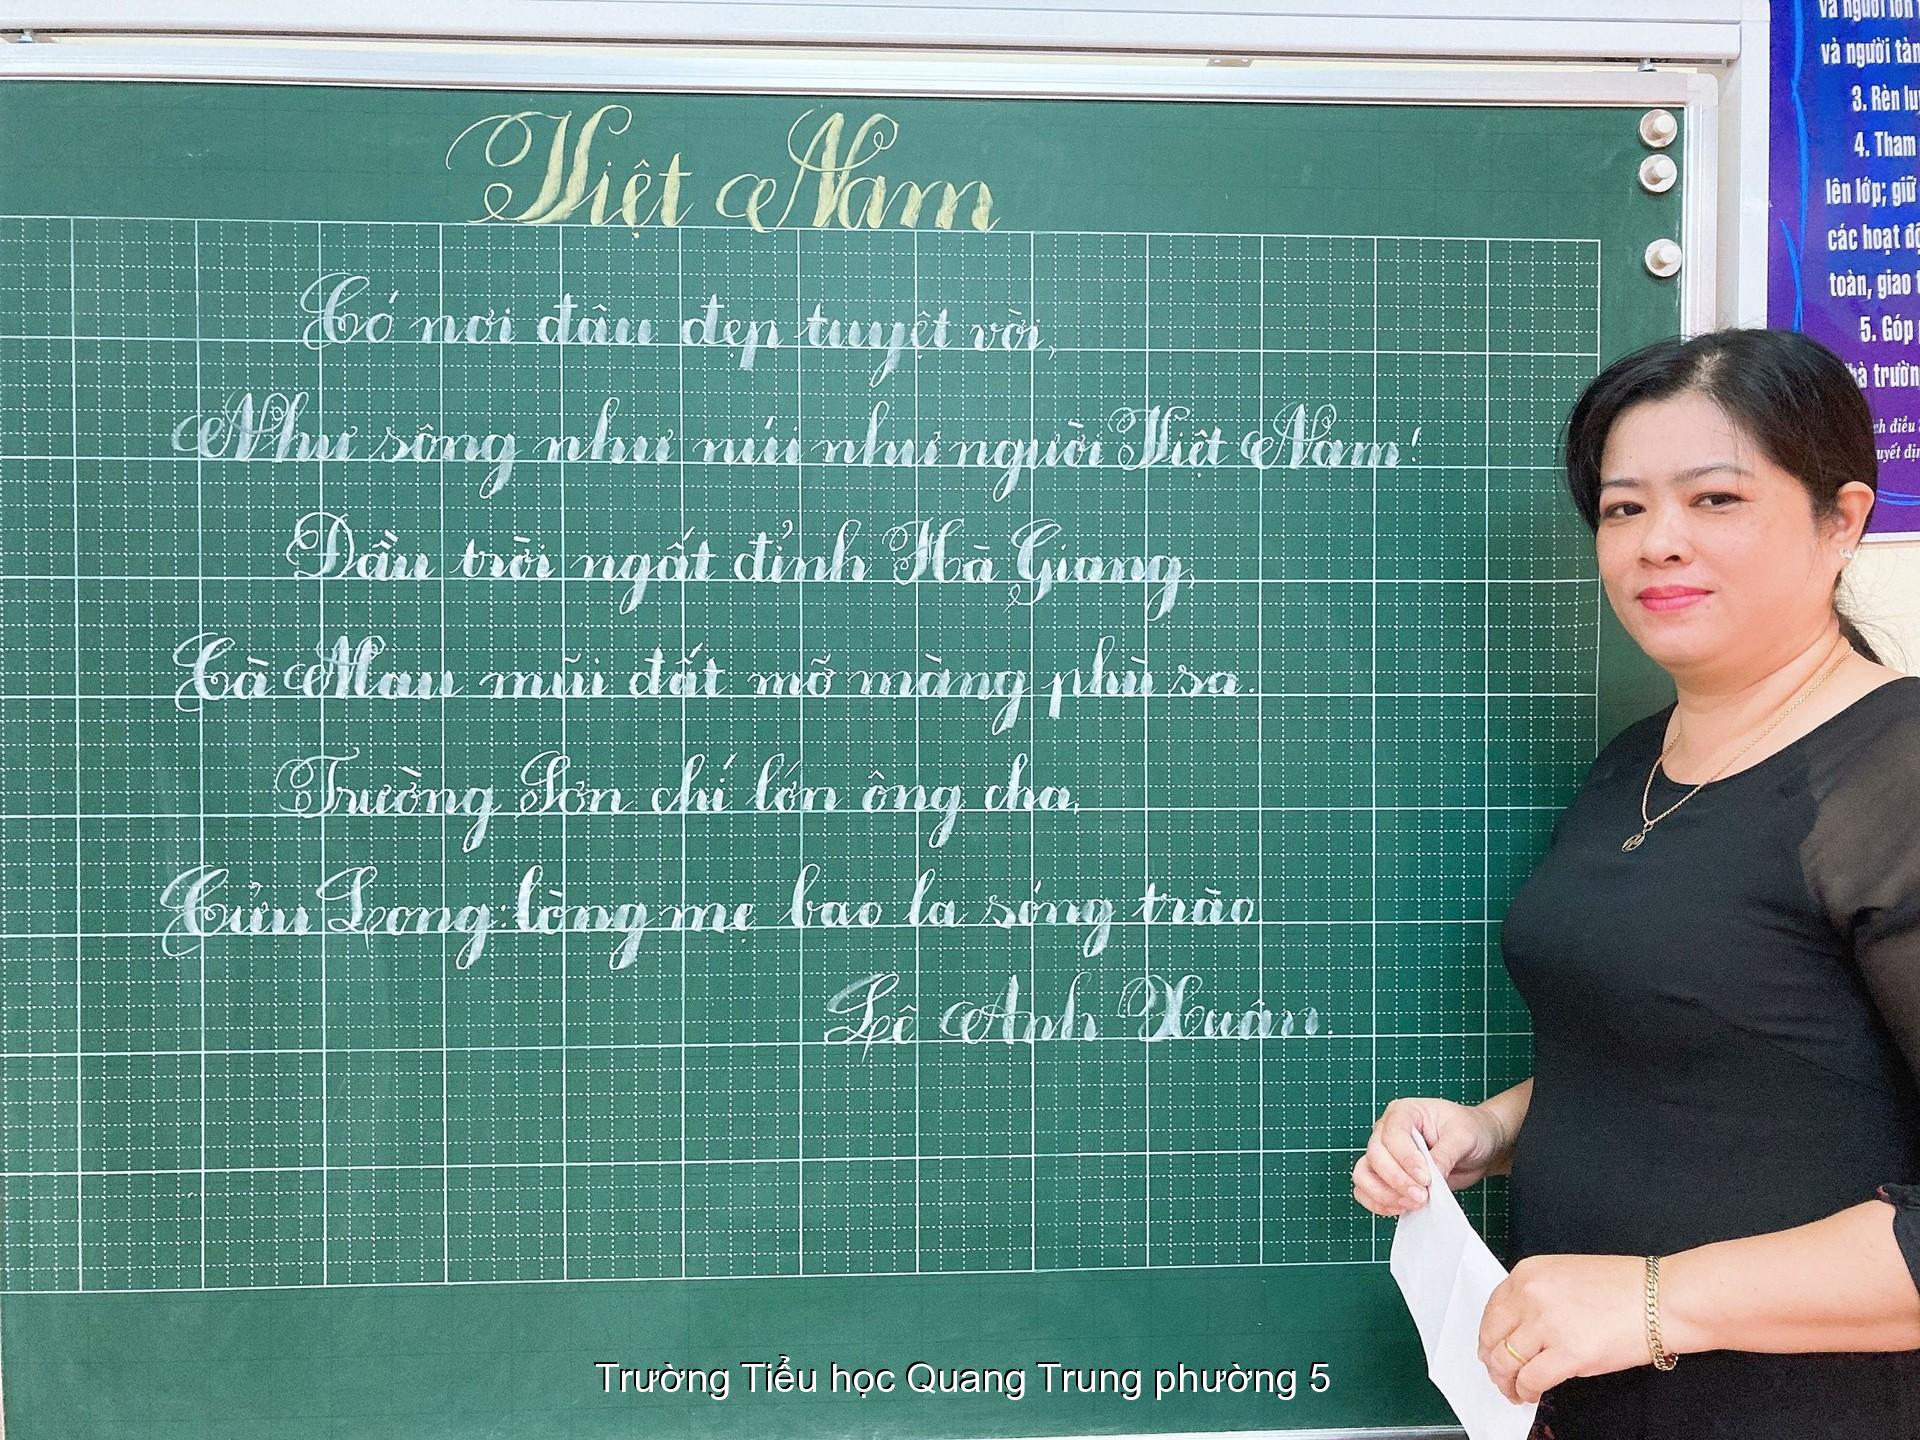 Việt Nam
Có nơi đâu đẹp tuyệt vời,
Như sông như núi như người Việt Nam!
Đầu trời ngất đỉnh Hà Giang,
Cà Mau mũi đất mỡ màng phù sa.
Trường Sơn chí lớn ông cha,
Cửu Long: lòng mẹ bao la sóng trào
Lê Anh Xuân.
và người lớn
và người tàn
3. Rèn lu
4. Tham
lên lớp; giữ
các hoạt độ
toàn, giao t
5. Góp
hà trườn
ch điều
uyết địn
Trường Tiểu học Quang Trung phường 5